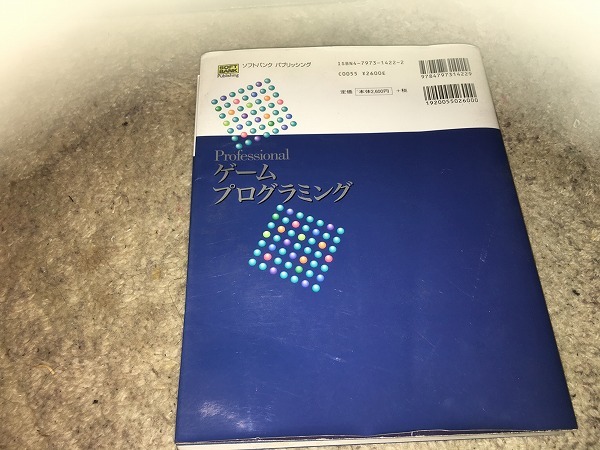 SOFT
BANK
Publishing
ソフトバンク パブリッシング
ISBN4-7973-1422-2
C0055 ¥2600E
定価 本体2,600円 +税
9784797314229
1920055026000
Professional
ゲーム
プログラミング